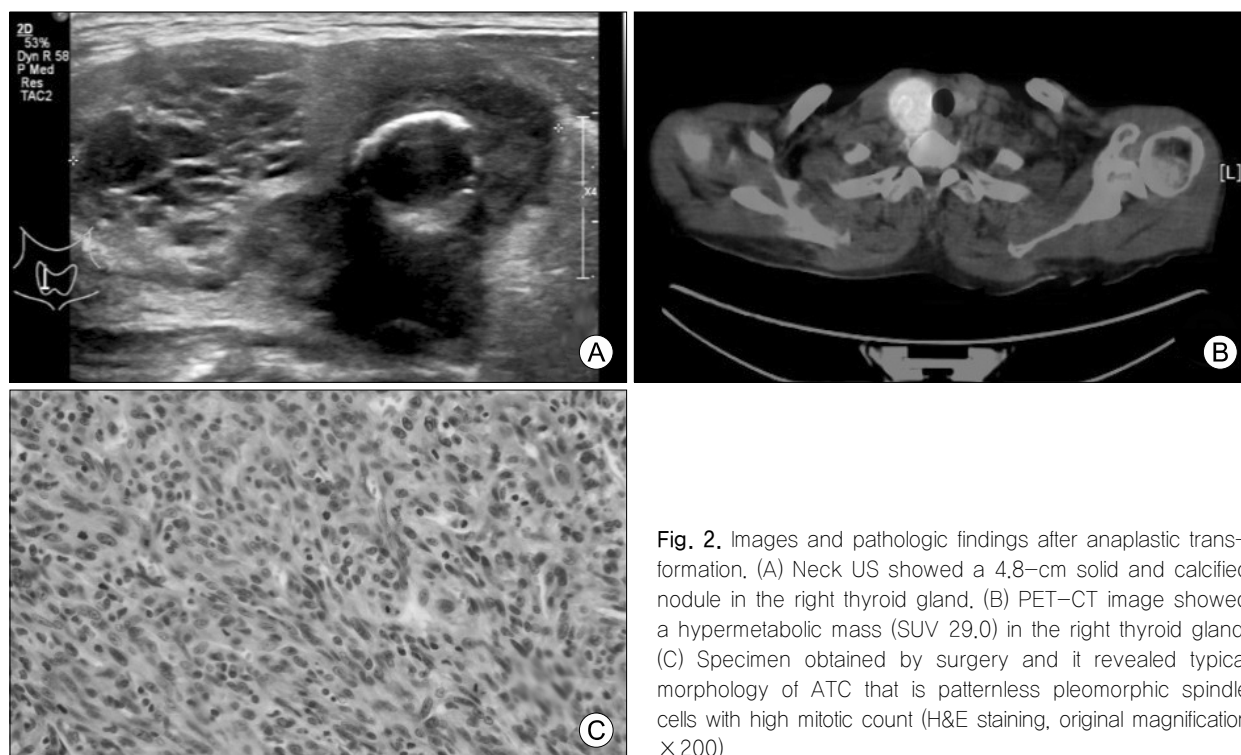 2D
53%
Dyn R 58
P Med
Res
TAC2
X4
A
[L]
B
C
Fig. 2. Images and pathologic findings after anaplastic trans-
formation. (A) Neck US showed a 4.8-cm solid and calcified
nodule in the right thyroid gland. (B) PET-CT image showed
a hypermetabolic mass (SUV 29.0) in the right thyroid gland
(C) Specimen obtained by surgery and it revealed typica
morphology of ATC that is patternless pleomorphic spindle
cells with high mitotic count (H&E staining, original magnification
×200)